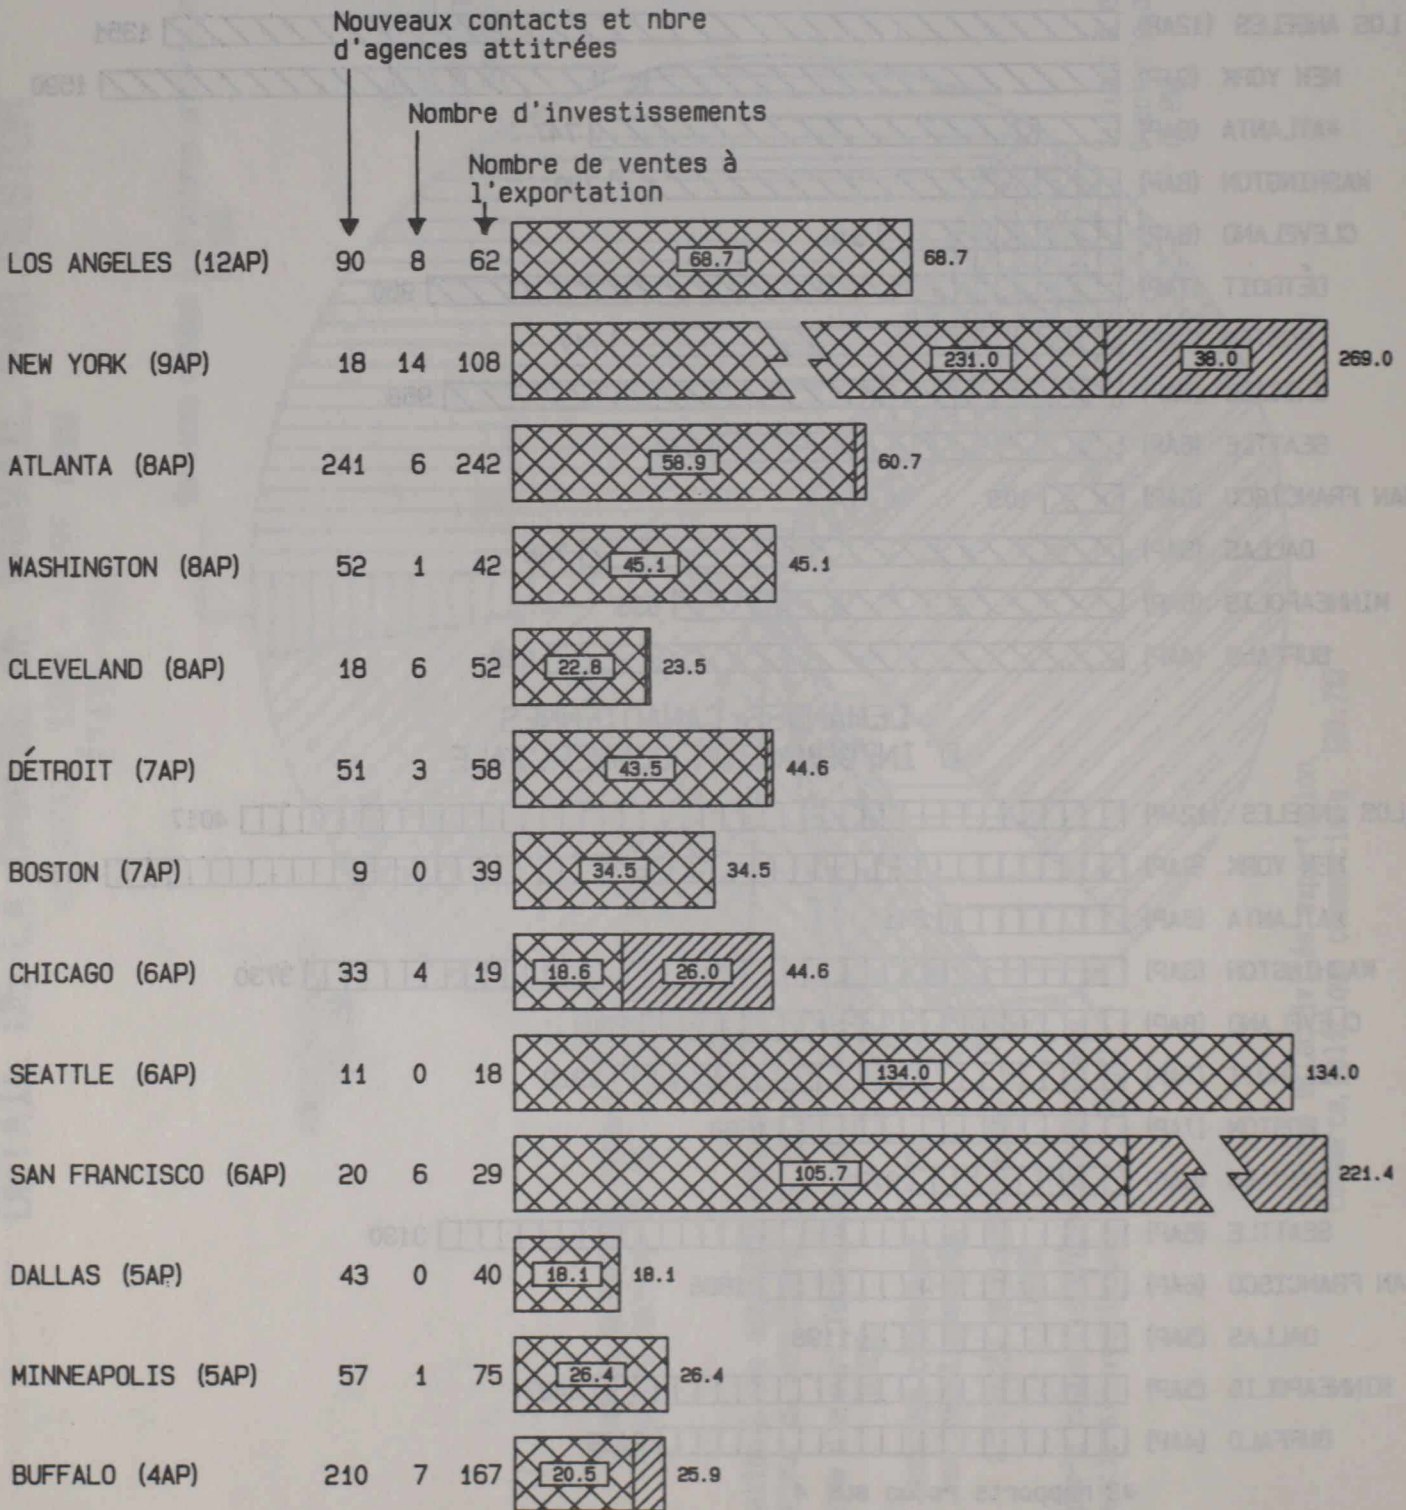 Nouveaux contacts et nbre
d'agences attitrées
Nombre d'investissements
Nombre de ventes à
l'exportation
LOS ANGELES (12AP) 90 8 62 68.7 68.7
NEW YORK (9AP) 18 14 108 231.0 38.0 269.0
ATLANTA (8AP) 241 6 242 58.9 60.7
WASHINGTON (8AP) 52 1 42 45.1 45.1
CLEVELAND (8AP) 18 6 52 22.8 23.5
DÉTROIT (7AP) 51 3 58 43.5 44.6
BOSTON (7AP) 9 0 39 34.5 34.5
CHICAGO (6AP) 33 4 19 18.6 26.0 44.6
SEATTLE (6AP) 11 0 18 134.0 134.0
SAN FRANCISCO (6AP) 20 6 29 105.7 221.4
DALLAS (5AP) 43 0 40 18.1 18.1
MINNEAPOLIS (5AP) 57 1 75 26.4 26.4
BUFFALO (4AP) 210 7 167 20.5 25.9